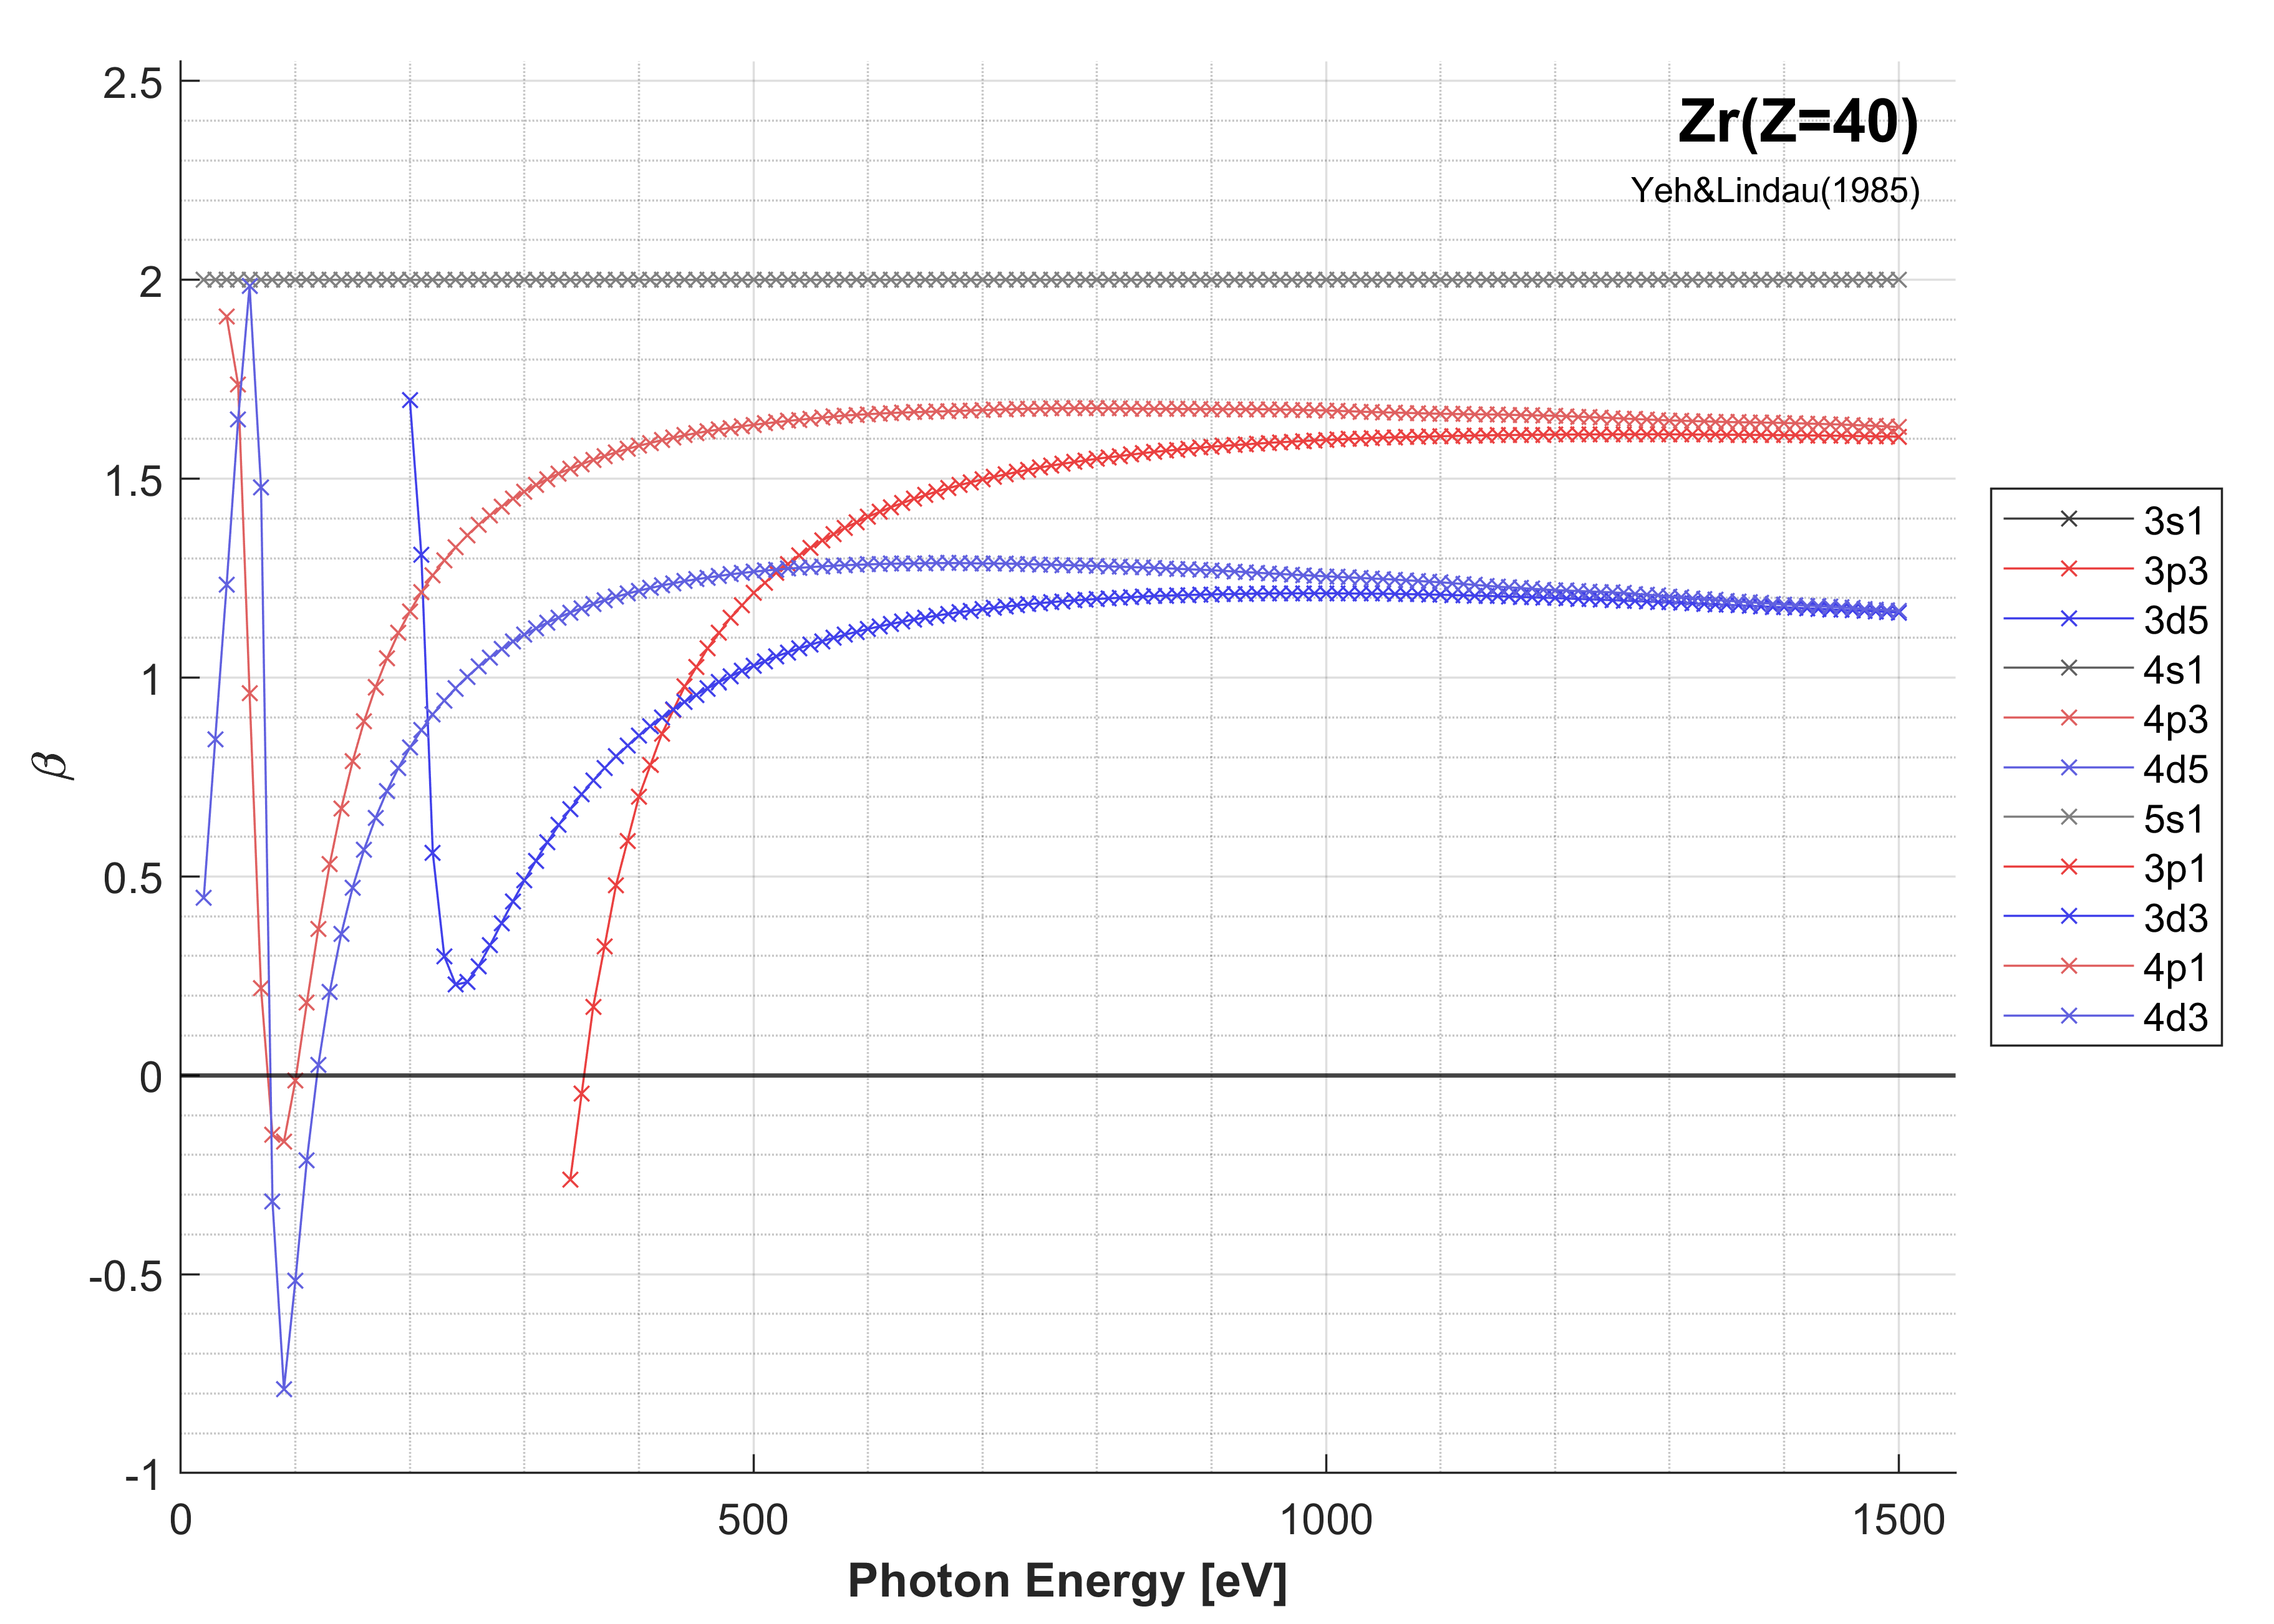 Zr(Z=40)
Yeh&Lindau(1985)
2.5
2
1.5
1
0.5
0
-0.5
-1
β
0 500 1000 1500
Photon Energy [eV]
3s1
3p3
3d5
4s1
4p3
4d5
5s1
3p1
3d3
4p1
4d3